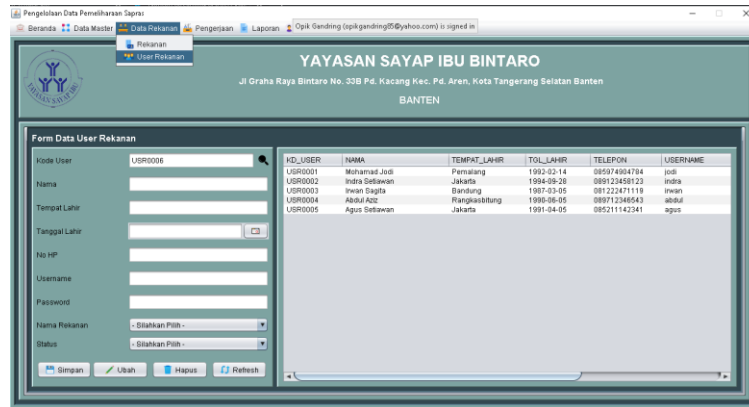 Pengelolaan Data Pemeliharaan Sapras
Beranda Data Master Data Rekanan Pengerjaan Laporan Opik Gandring (opikgandring85@yahoo.com) is signed in
Rekanan
User Rekanan
YAYASAN SAYAP IBU BINTARO
Jl Graha Raya Bintaro No. 33B Pd. Kacang Kec. Pd. Aren, Kota Tangerang Selatan Banten
BANTEN
YAYASAN SAYAP IBU
Form Data User Rekanan
Kode User USR0006
Nama
Tempat Lahir
Tanggal Lahir
No HP
Username
Password
Nama Rekanan - Silahkan Pilih -
Status - Silahkan Pilih -
Simpan Ubah Hapus Refresh
KD_USER NAMA TEMPAT_LAHIR TGL_LAHIR TELEPON USERNAME
USR0001 Mohamad Jodi Pemalang 1992-02-14 085974904784 jodi
USR0002 Indra Setiawan Jakarta 1994-09-28 089123458123 indra
USR0003 Irwan Sagita Bandung 1987-03-05 081222471119 irwan
USR0004 Abdul Aziz Rangkasbitung 1990-06-05 089712346543 abdul
USR0005 Agus Setiawan Jakarta 1991-04-05 085211142341 agus